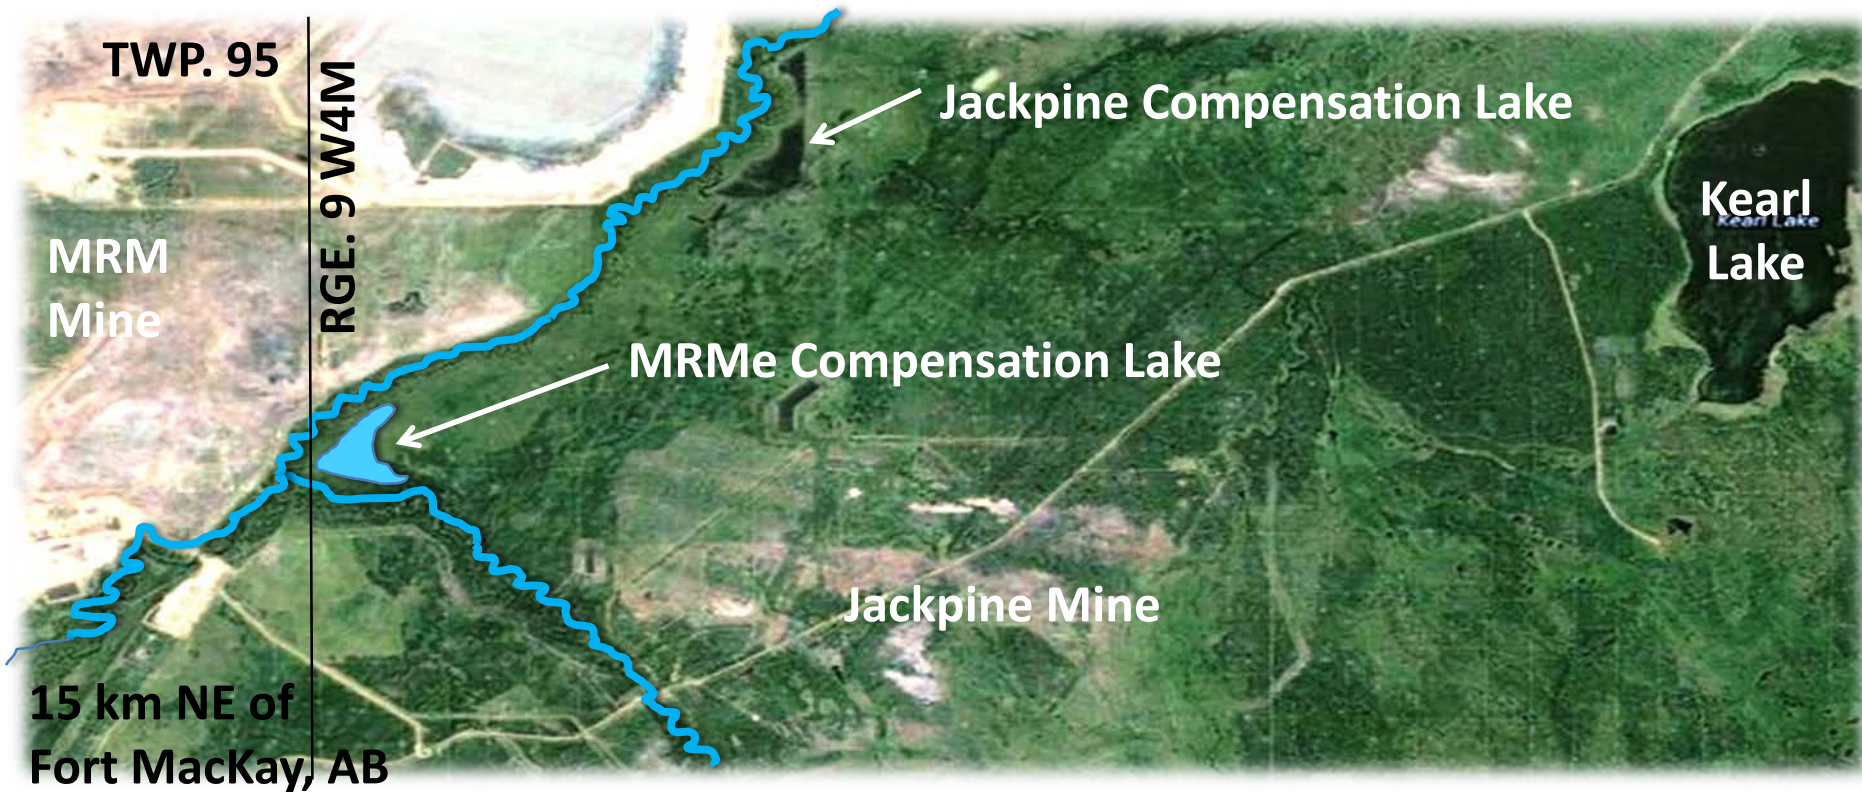 TWP. 95
RGE. 9 W4M
Jackpine Compensation Lake
Kearl
Kearl Lake
Lake
MRM
Mine
MRMe Compensation Lake
Jackpine Mine
15 km NE of
Fort MacKay, AB